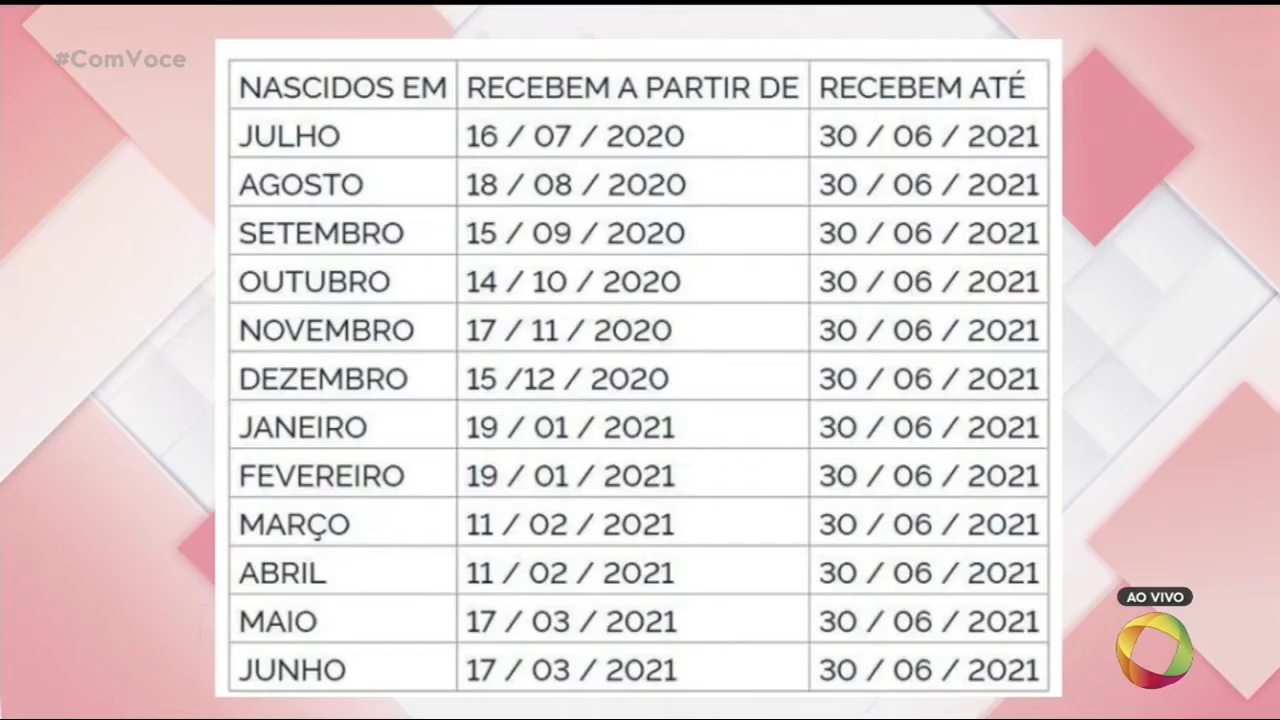 #ComVoce
NASCIDOS EM RECEBEM A PARTIR DE RECEBEM ATÉ
JULHO 16 / 07 / 2020 30 / 06 / 2021
AGOSTO 18 / 08 / 2020 30 / 06 / 2021
SETEMBRO 15 / 09 / 2020 30 / 06 / 2021
OUTUBRO 14 / 10 / 2020 30 / 06 / 2021
NOVEMBRO 17 / 11 / 2020 30 / 06 / 2021
DEZEMBRO 15 /12 / 2020 30 / 06 / 2021
JANEIRO 19 / 01 / 2021 30 / 06 / 2021
FEVEREIRO 19 / 01 / 2021 30 / 06 / 2021
MARÇO 11 / 02 / 2021 30 / 06 / 2021
ABRIL 11 / 02 / 2021 30 / 06 / 2021
MAIO 17 / 03 / 2021 30 / 06 / 2021
JUNHO 17 / 03 / 2021 30 / 06 / 2021
AO VIVO